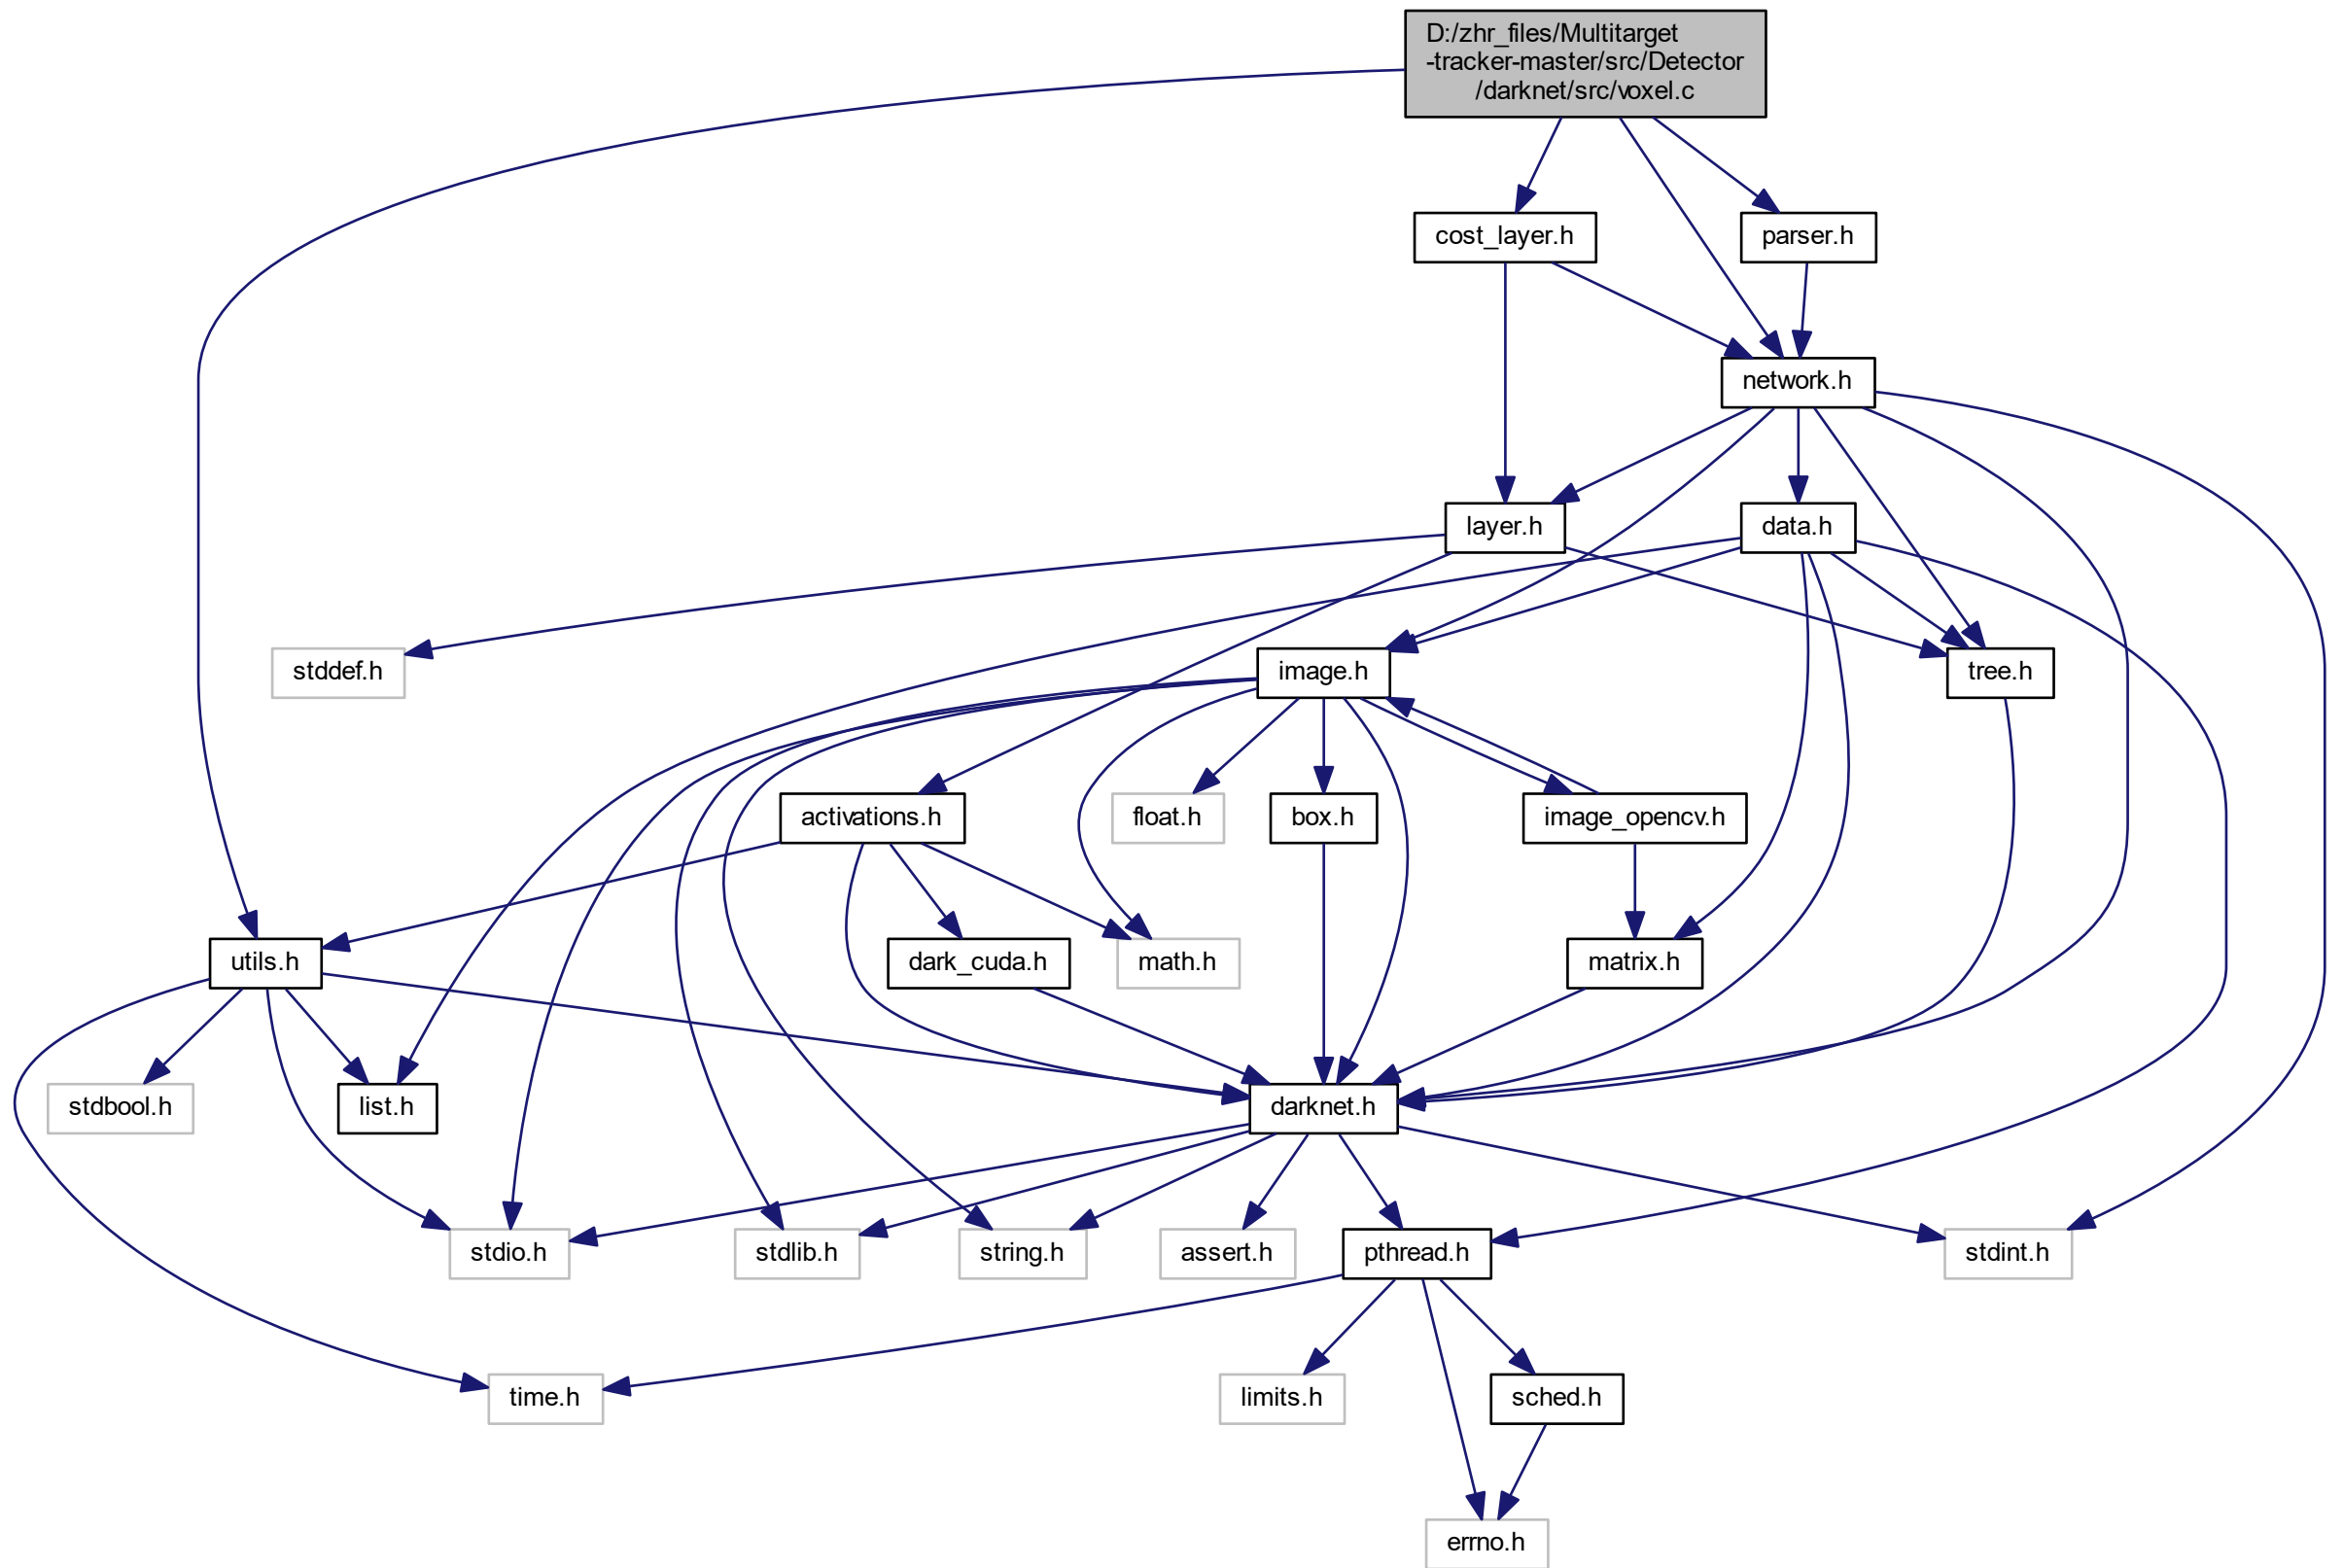 D:/zhr_files/Multitarget
-tracker-master/src/Detector
/darknet/src/voxel.c
cost_layer.h
parser.h
network.h
layer.h
data.h
stddef.h
image.h
tree.h
activations.h
float.h
box.h
image_opencv.h
utils.h
dark_cuda.h
math.h
matrix.h
stdbool.h
list.h
darknet.h
stdio.h
stdlib.h
string.h
assert.h
pthread.h
stdint.h
time.h
limits.h
sched.h
errno.h